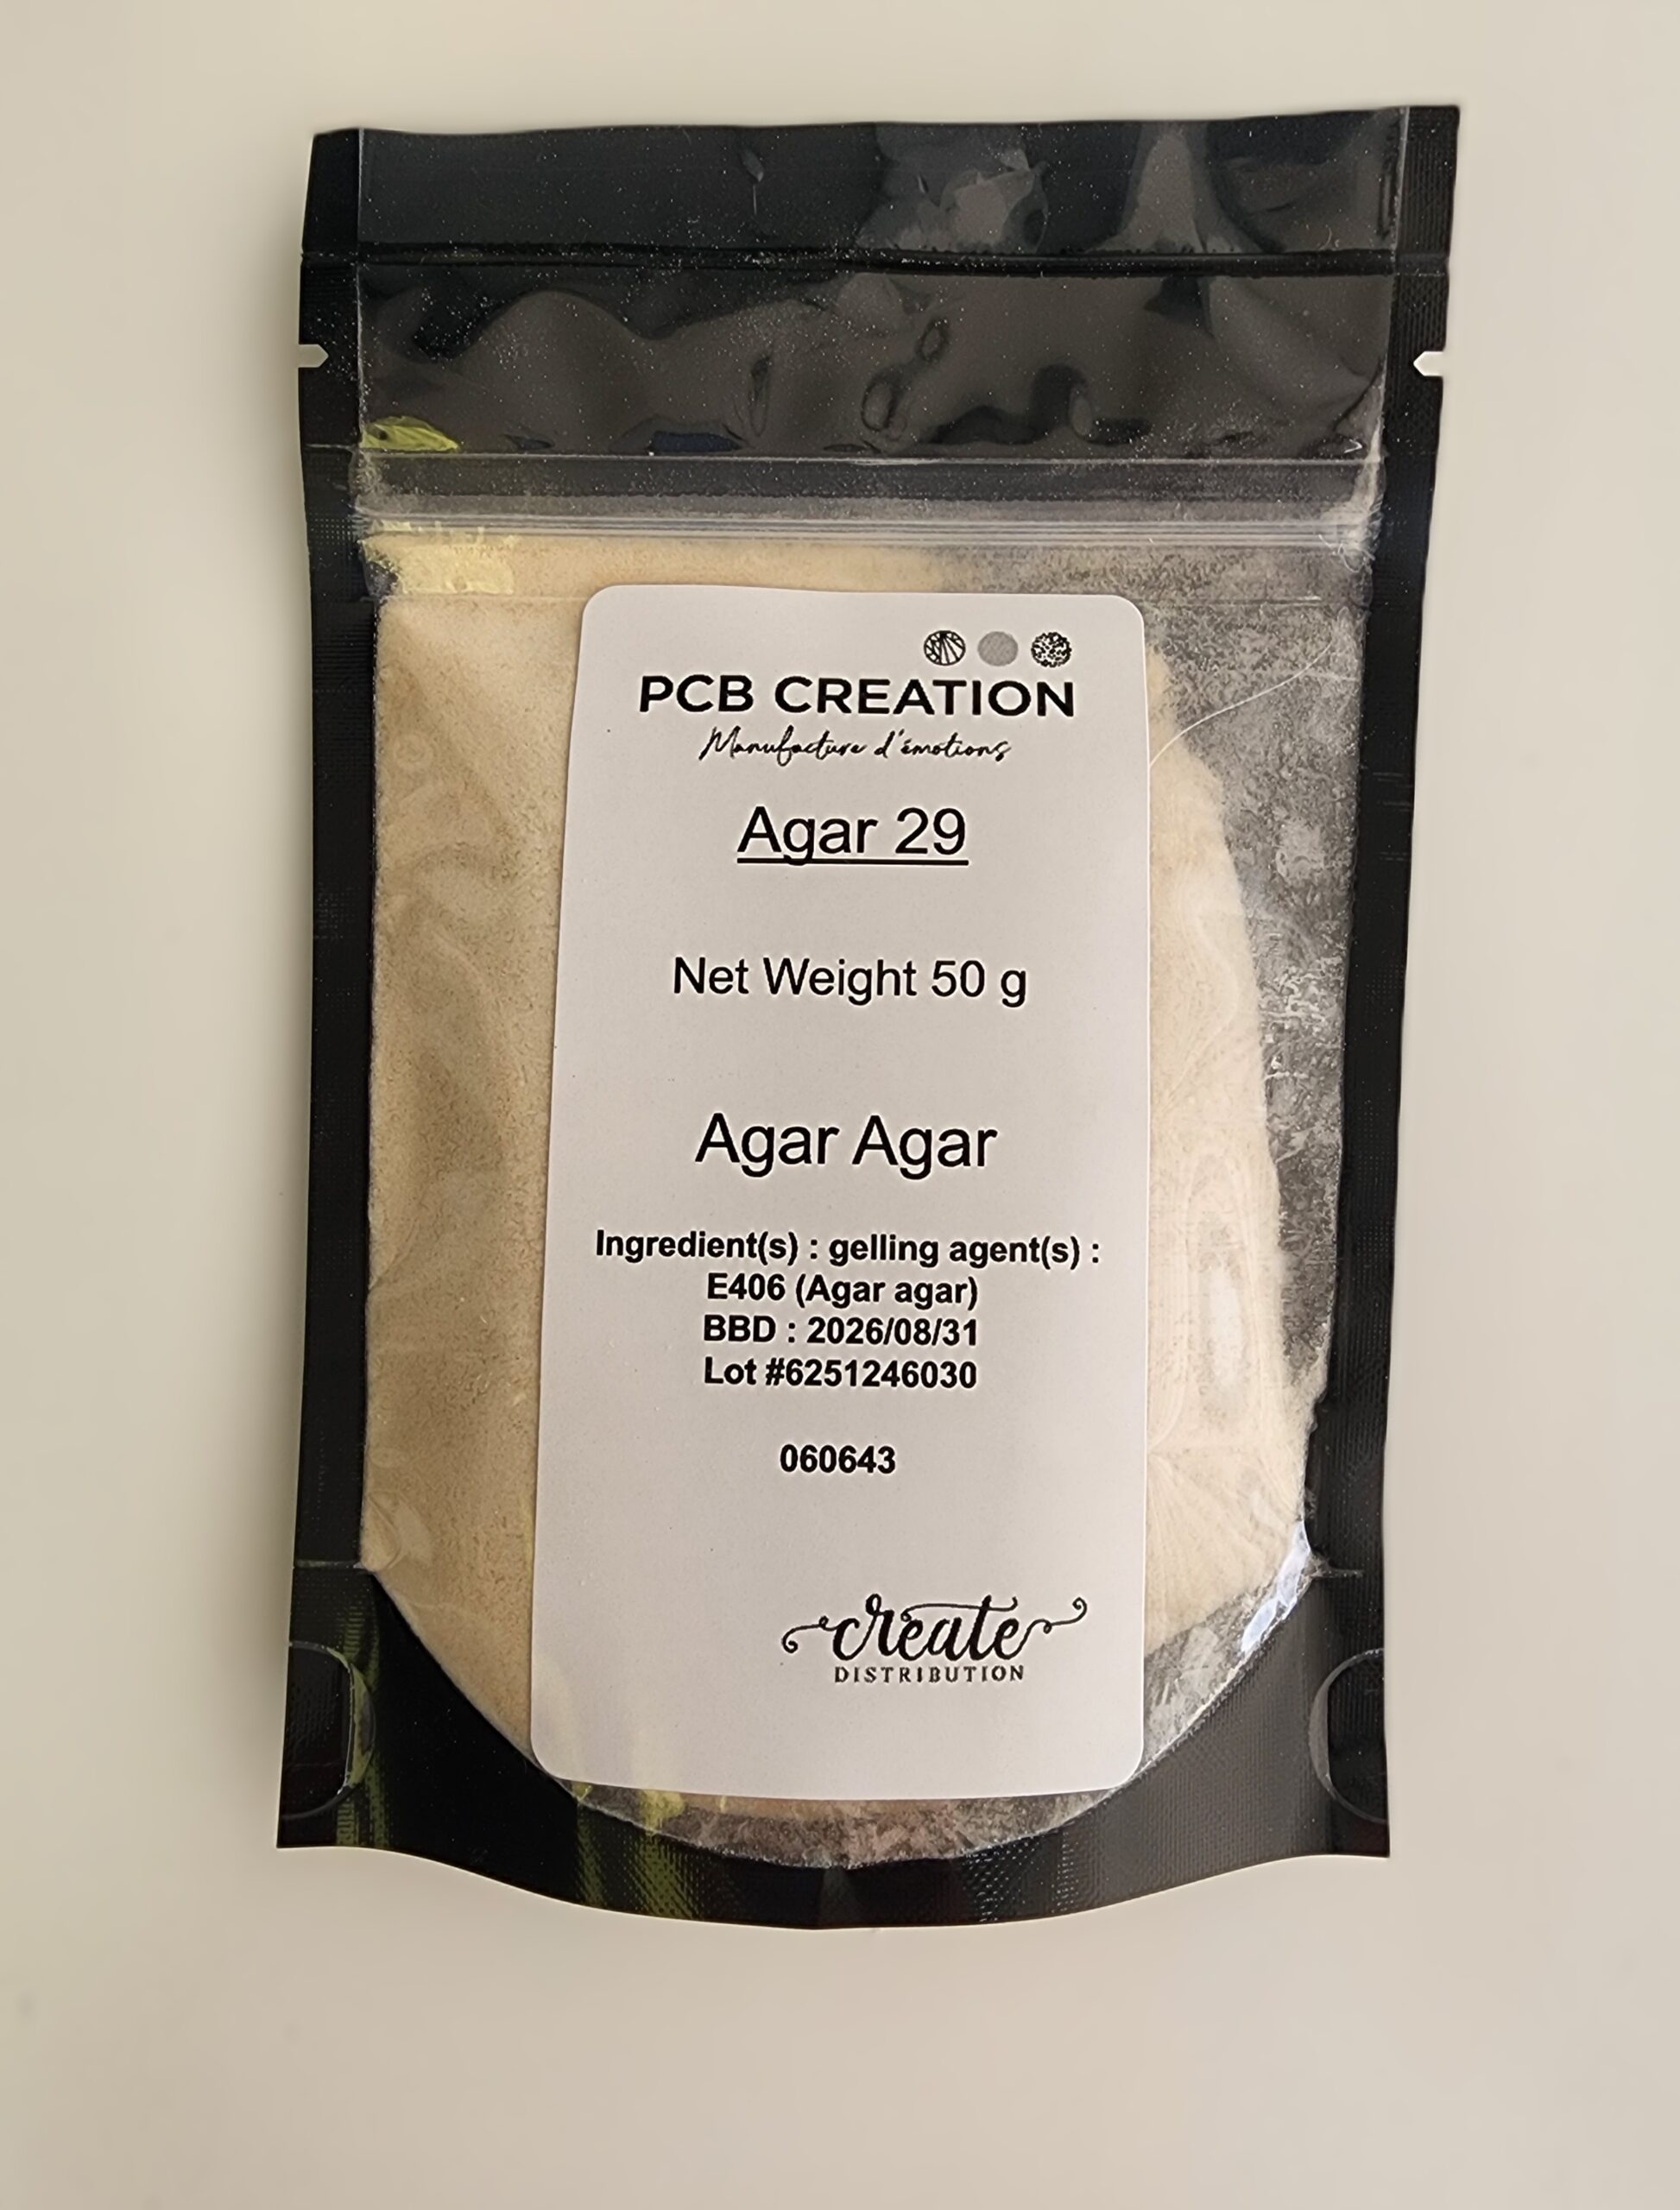 PCB CREATION
Manufacture d'émotions
Agar 29
Net Weight 50 g
Agar Agar
Ingredient(s) : gelling agent(s) :
E406 (Agar agar)
BBD : 2026/08/31
Lot #6251246030
060643
create
DISTRIBUTION